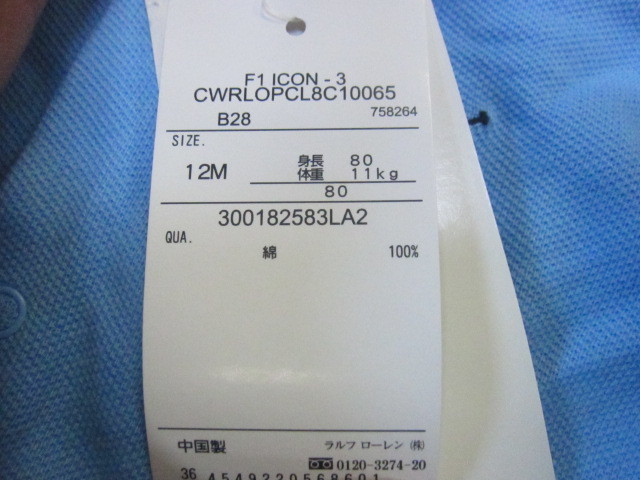 F1 ICON - 3
CWRLOPCL8C10065
B28 758264
SIZE.
12M 身長 80
体重 11kg
80
300182583LA2
QUA.
綿 100%
中国製 ラルフ ローレン (株)
0120-3274-20
36 4549220568601